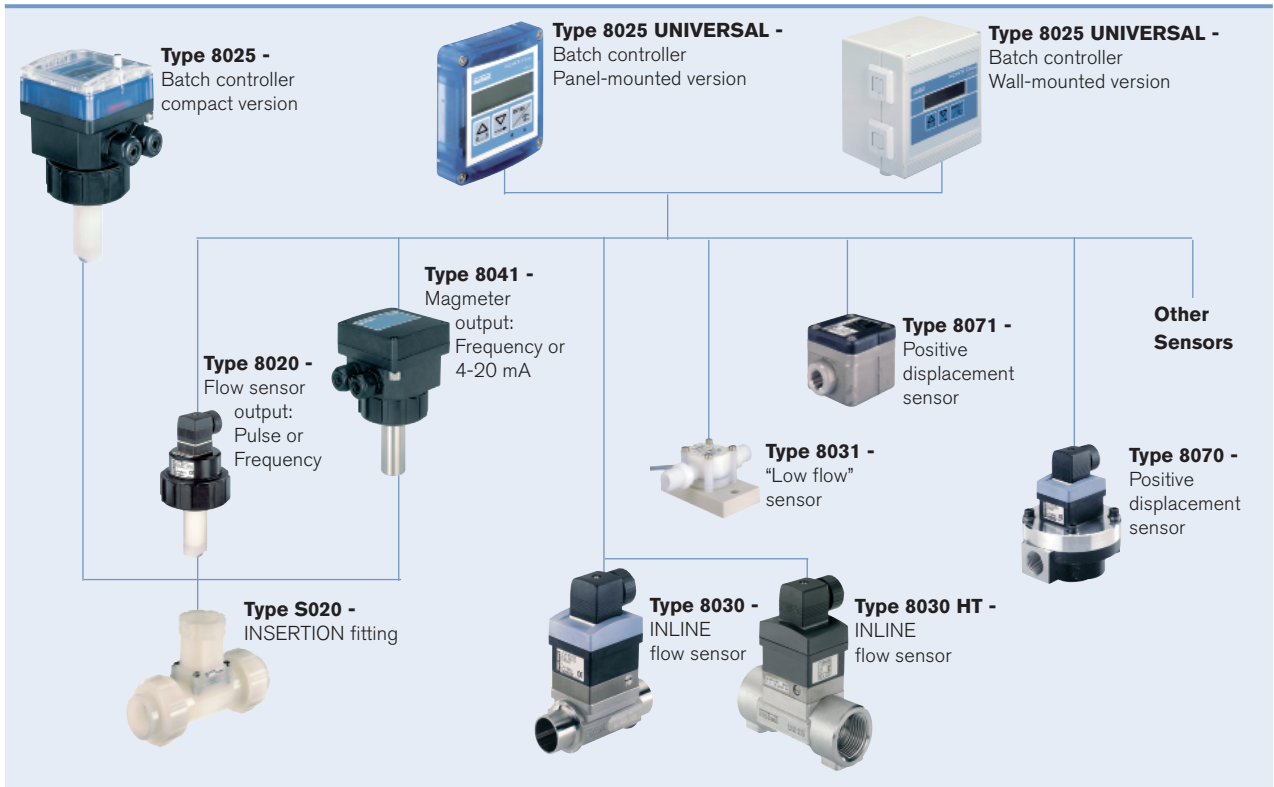 Type 8025 -
Batch controller
compact version
Type 8025 UNIVERSAL -
Batch controller
Panel-mounted version
Type 8025 UNIVERSAL -
Batch controller
Wall-mounted version
Type 8041 -
Magmeter
output:
Frequency or
4-20 mA
Type 8020 -
Flow sensor
output:
Pulse or
Frequency
Type 8071 -
Positive
displacement
sensor
Other
Sensors
Type 8031 -
“Low flow”
sensor
Type 8070 -
Positive
displacement
sensor
Type S020 -
INSERTION fitting
Type 8030 -
INLINE
flow sensor
Type 8030 HT -
INLINE
flow sensor